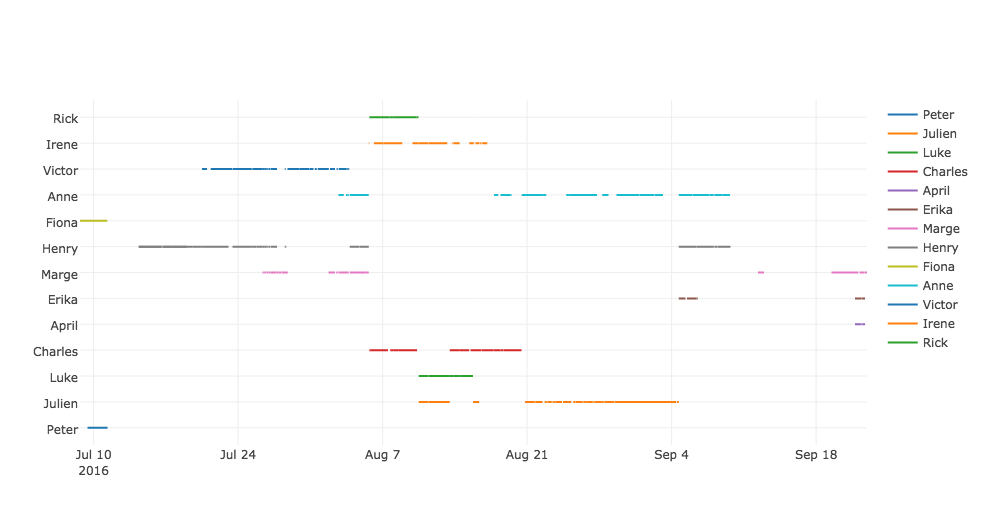 Rick
Irene
Victor
Anne
Fiona
Henry
Marge
Erika
April
Charles
Luke
Julien
Peter
Jul 10 Jul 24 Aug 7 Aug 21 Sep 4 Sep 18
2016
Peter
Julien
Luke
Charles
April
Erika
Marge
Henry
Fiona
Anne
Victor
Irene
Rick